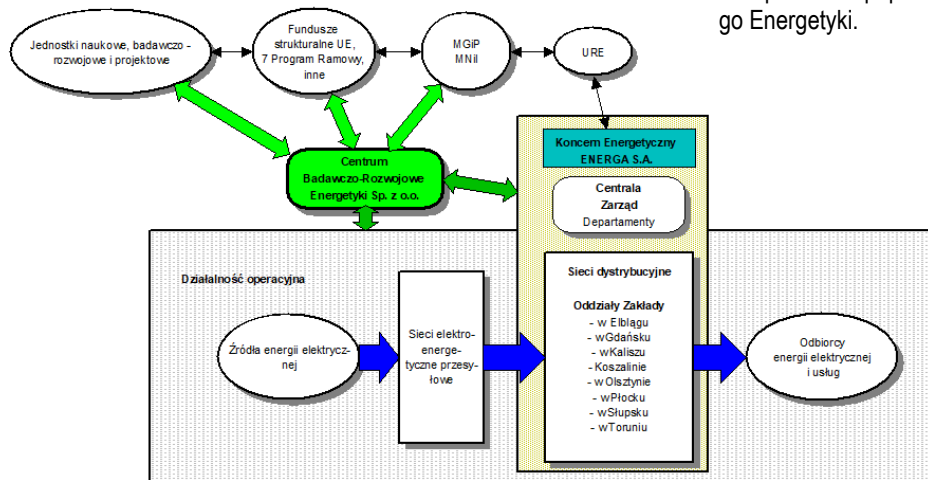 go Energetyki.
Jednostki naukowe, badawczo -
rozwojowe i projektowe
Fundusze
strukturalne UE,
7 Program Ramowy,
inne
MGiP
MNiI
URE
Koncern Energetyczny
ENERGA S.A.
Centrum
Badawczo-Rozwojowe
Energetyki Sp. z o.o.
Centrala
Zarząd
Departamenty
Działalność operacyjna
Sieci dystrybucyjne
Oddziały Zakłady
- w Elblągu
- wGdańsku
- wKaliszu
- Koszalinie
- w Olsztynie
- wPłocku
- wSłupsku
- wToruniu
Źródła energii elektrycz-
nej
Sieci elektro-
energe-
tyczne przesy-
łowe
Odbiorcy
energii elektrycznej
i usług